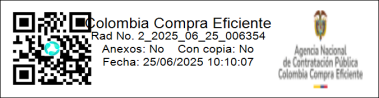 Colombia Compra Eficiente
Rad No. 2_2025_06_25_006354
Anexos: No Con copia: No
Fecha: 25/06/2025 10:10:07
Agencia Nacional
de Contratación Pública
Colombia Compra Eficiente